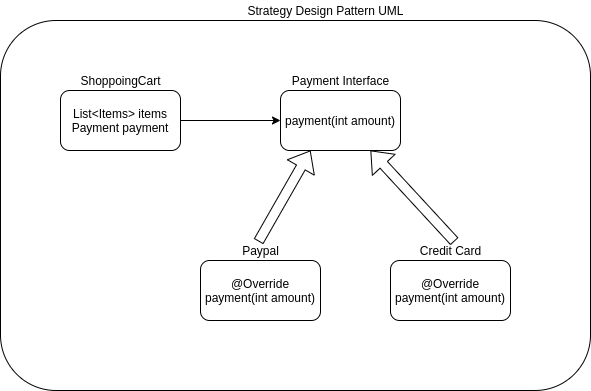 Strategy Design Pattern UML
ShoppoingCart
Payment Interface
List<Items> items
Payment payment
payment(int amount)
Paypal
Credit Card
@Override
payment(int amount)
@Override
payment(int amount)